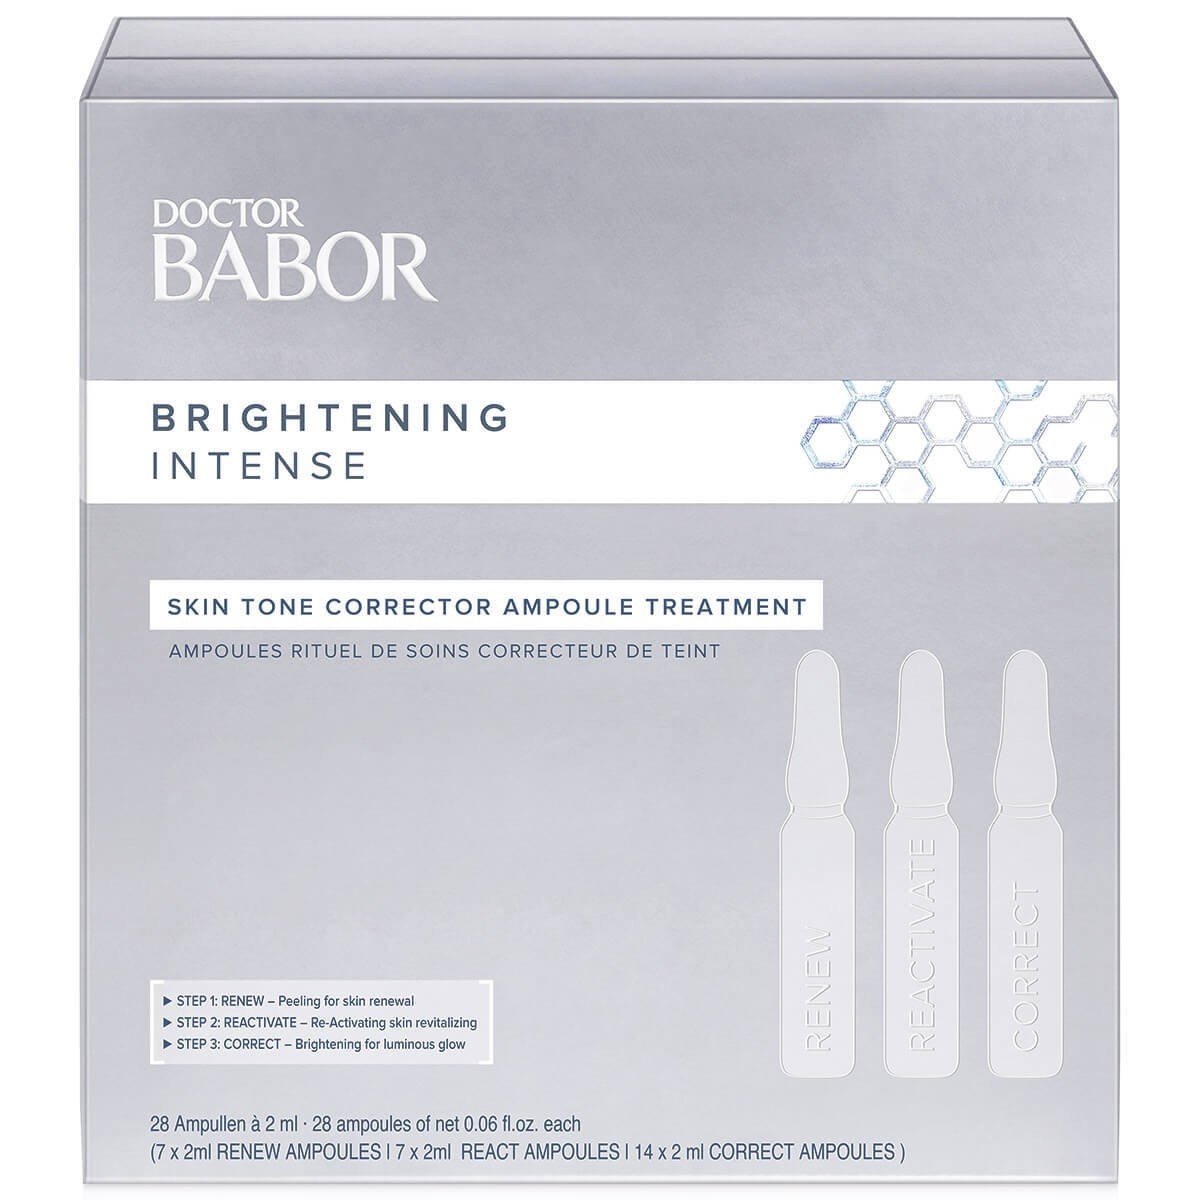 DOCTOR
BABOR
BRIGHTENING
INTENSE
SKIN TONE CORRECTOR AMPOULE TREATMENT
AMPOULES RITUEL DE SOINS CORRECTEUR DE TEINT
RENEW
REACTIVATE
CORRECT
▶ STEP 1: RENEW – Peeling for skin renewal
▶ STEP 2: REACTIVATE – Re-Activating skin revitalizing
▶ STEP 3: CORRECT – Brightening for luminous glow
28 Ampullen à 2 ml · 28 ampoules of net 0.06 fl.oz. each
(7 x 2ml RENEW AMPOULES I 7 x 2ml REACT AMPOULES I 14 x 2 ml CORRECT AMPOULES )